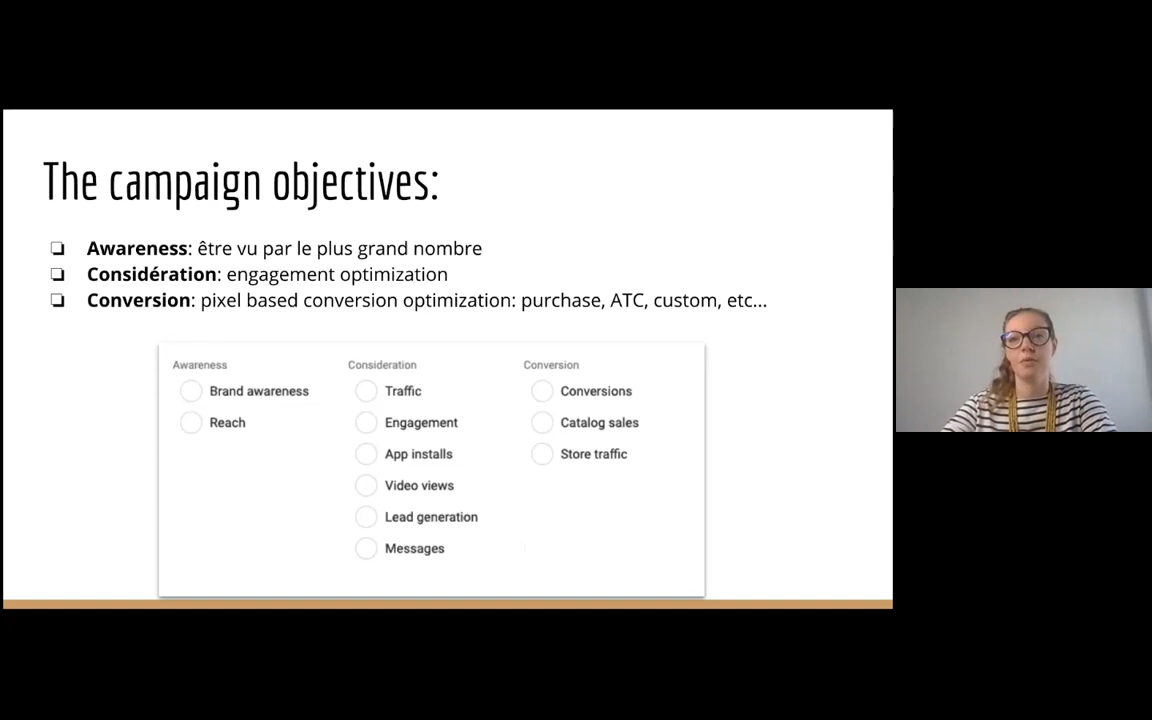 The campaign objectives:
❏ Awareness: être vu par le plus grand nombre
❏ Considération: engagement optimization
❏ Conversion: pixel based conversion optimization: purchase, ATC, custom, etc...
Awareness
Brand awareness
Reach
Consideration
Traffic
Engagement
App installs
Video views
Lead generation
Messages
Conversion
Conversions
Catalog sales
Store traffic